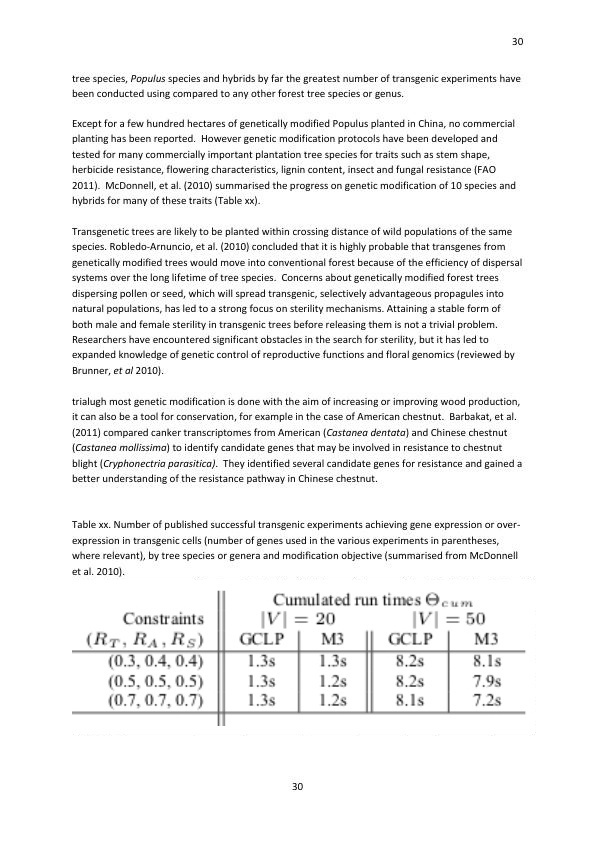 30
tree species, Populus species and hybrids by far the greatest number of transgenic experiments have
been conducted using compared to any other forest tree species or genus.
Except for a few hundred hectares of genetically modified Populus planted in China, no commercial
planting has been reported.  However genetic modification protocols have been developed and
tested for many commercially important plantation tree species for traits such as stem shape,
herbicide resistance, flowering characteristics, lignin content, insect and fungal resistance (FAO
2011).  McDonnell, et al. (2010) summarised the progress on genetic modification of 10 species and
hybrids for many of these traits (Table xx).
Transgenetic trees are likely to be planted within crossing distance of wild populations of the same
species. Robledo-Arnuncio, et al. (2010) concluded that it is highly probable that transgenes from
genetically modified trees would move into conventional forest because of the efficiency of dispersal
systems over the long lifetime of tree species.  Concerns about genetically modified forest trees
dispersing pollen or seed, which will spread transgenic, selectively advantageous propagules into
natural populations, has led to a strong focus on sterility mechanisms. Attaining a stable form of
both male and female sterility in transgenic trees before releasing them is not a trivial problem.
Researchers have encountered significant obstacles in the search for sterility, but it has led to
expanded knowledge of genetic control of reproductive functions and floral genomics (reviewed by
Brunner, et al 2010).
trialugh most genetic modification is done with the aim of increasing or improving wood production,
it can also be a tool for conservation, for example in the case of American chestnut.  Barbakat, et al.
(2011) compared canker transcriptomes from American (Castanea dentata) and Chinese chestnut
(Castanea mollissima) to identify candidate genes that may be involved in resistance to chestnut
blight (Cryphonectria parasitica).  They identified several candidate genes for resistance and gained a
better understanding of the resistance pathway in Chinese chestnut.
Table xx. Number of published successful transgenic experiments achieving gene expression or over-
expression in transgenic cells (number of genes used in the various experiments in parentheses,
where relevant), by tree species or genera and modification objective (summarised from McDonnell
et al. 2010).
Cumulated run times Θcum
Constraints |V| = 20 |V| = 50
(RT, RA, RS) GCLP M3 GCLP M3
(0.3, 0.4, 0.4) 1.3s 1.3s 8.2s 8.1s
(0.5, 0.5, 0.5) 1.3s 1.2s 8.2s 7.9s
(0.7, 0.7, 0.7) 1.3s 1.2s 8.1s 7.2s
30